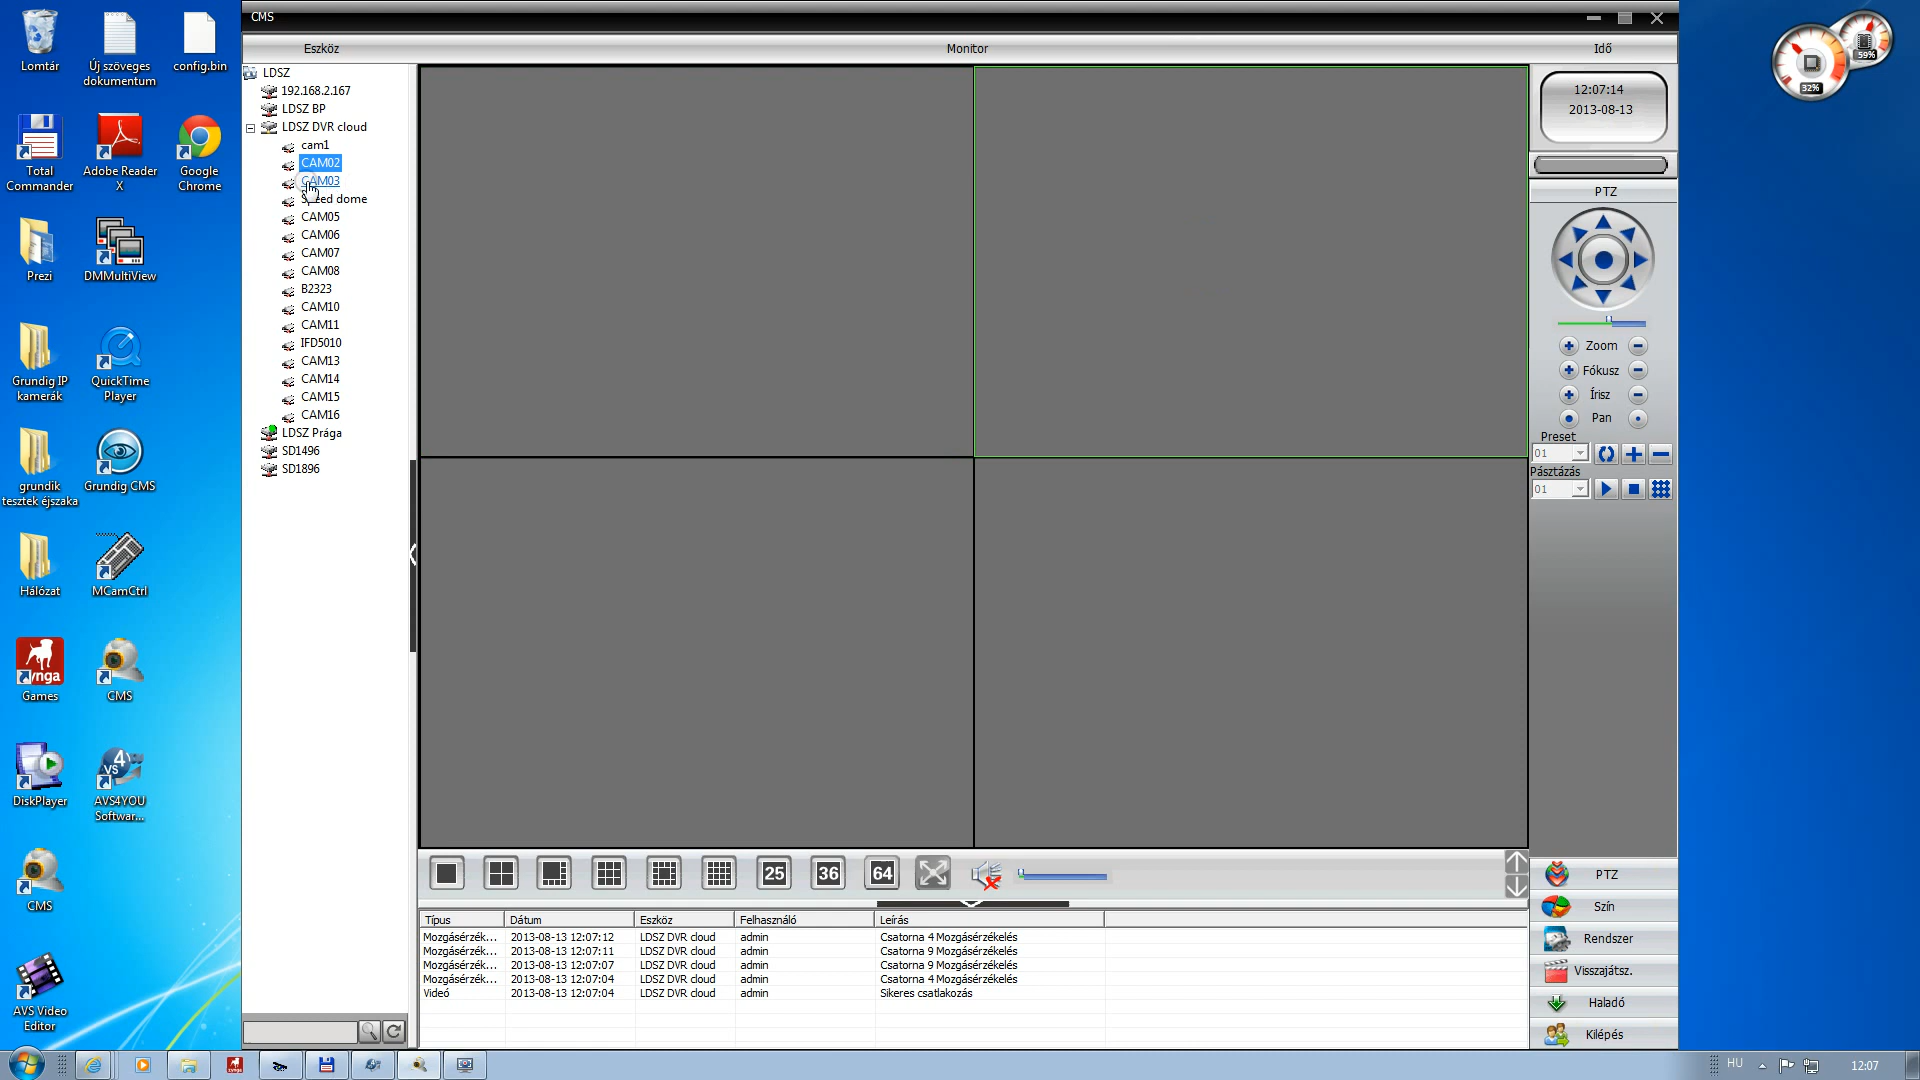 Lomtár
Új szöveges
dokumentum
config.bin
Total
Commander
Adobe Reader
X
Google
Chrome
Prezi
DMMultiView
Grundig IP
kamerák
QuickTime
Player
grundik
tesztek éjszaka
Grundig CMS
Hálózat
MCamCtrl
Games
CMS
DiskPlayer
AVS4YOU
Softwar...
CMS
AVS Video
Editor
CMS
Eszköz
Monitor
Idő
LDSZ
192.168.2.167
LDSZ BP
LDSZ DVR cloud
cam1
CAM02
CAM03
Speed dome
CAM05
CAM06
CAM07
CAM08
B2323
CAM10
CAM11
IFD5010
CAM13
CAM14
CAM15
CAM16
LDSZ Prága
SD1496
SD1896
12:07:14
2013-08-13
PTZ
Zoom
Fókusz
Írisz
Pan
Preset
01
Pásztázás
01
25
36
64
PTZ
Szín
Rendszer
Visszajátsz.
Haladó
Kilépés
Típus Dátum Eszköz Felhasználó Leírás
Mozgásérzék... 2013-08-13 12:07:12 LDSZ DVR cloud admin Csatorna 4 Mozgásérzékelés
Mozgásérzék... 2013-08-13 12:07:11 LDSZ DVR cloud admin Csatorna 9 Mozgásérzékelés
Mozgásérzék... 2013-08-13 12:07:07 LDSZ DVR cloud admin Csatorna 9 Mozgásérzékelés
Mozgásérzék... 2013-08-13 12:07:04 LDSZ DVR cloud admin Csatorna 4 Mozgásérzékelés
Videó 2013-08-13 12:07:04 LDSZ DVR cloud admin Sikeres csatlakozás
59%
32%
HU
12:07